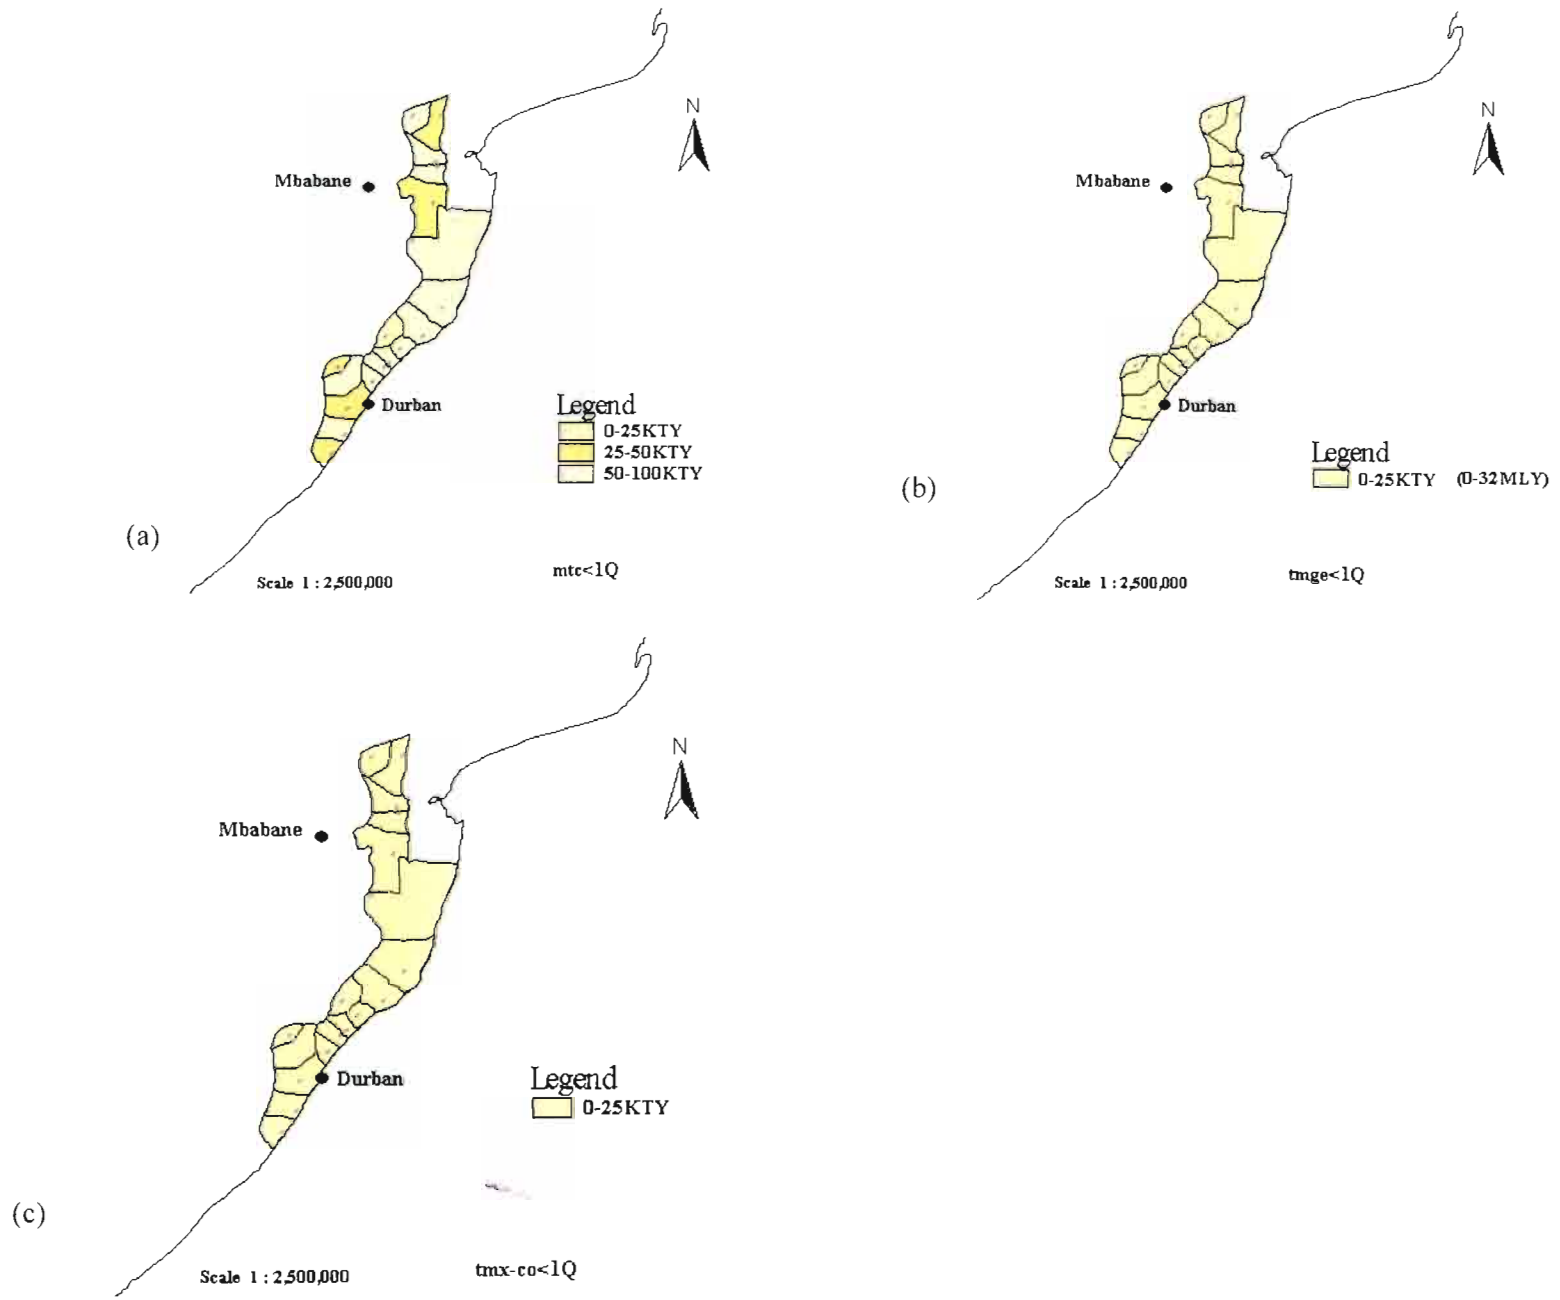 N
Mbabane
Durban
Legend
0-25KTY
25-50KTY
50-100KTY
(a)
Scale 1 : 2,500,000
mtc<1Q
N
Mbabane
Durban
Legend
0-25KTY (0-32MLY)
(b)
Scale 1 : 2,500,000
tmge<1Q
N
Mbabane
Durban
Legend
0-25KTY
(c)
Scale 1 : 2,500,000
tmx-co<1Q